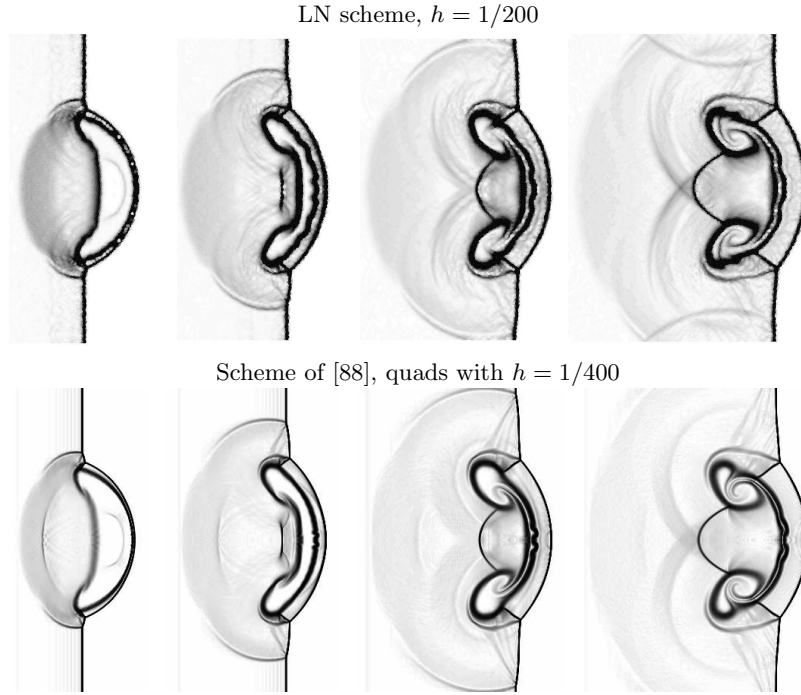 LN scheme, h = 1/200
Scheme of [88], quads with h = 1/400